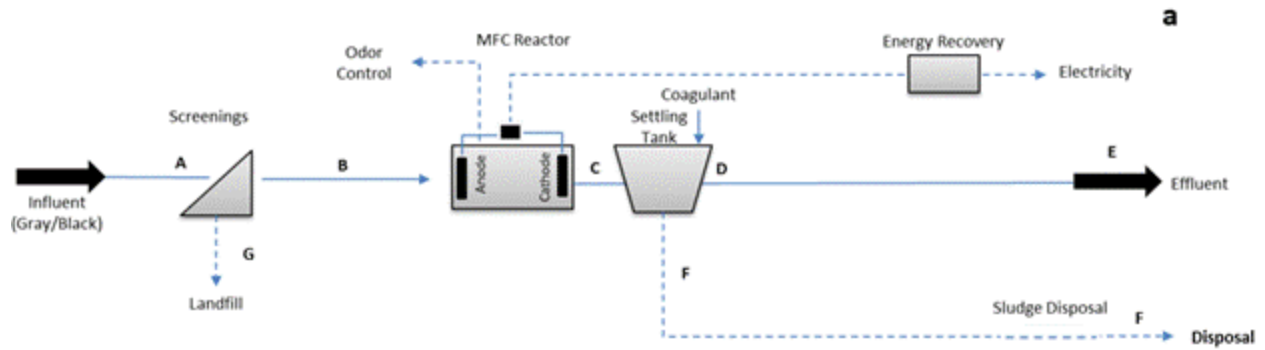 a
MFC Reactor
Energy Recovery
Odor
Control
Electricity
Coagulant
Screenings
Settling
Tank
A
B
Anode
Cathode
C
D
E
Influent
(Gray/Black)
Effluent
G
F
Landfill
Sludge Disposal
F
Disposal